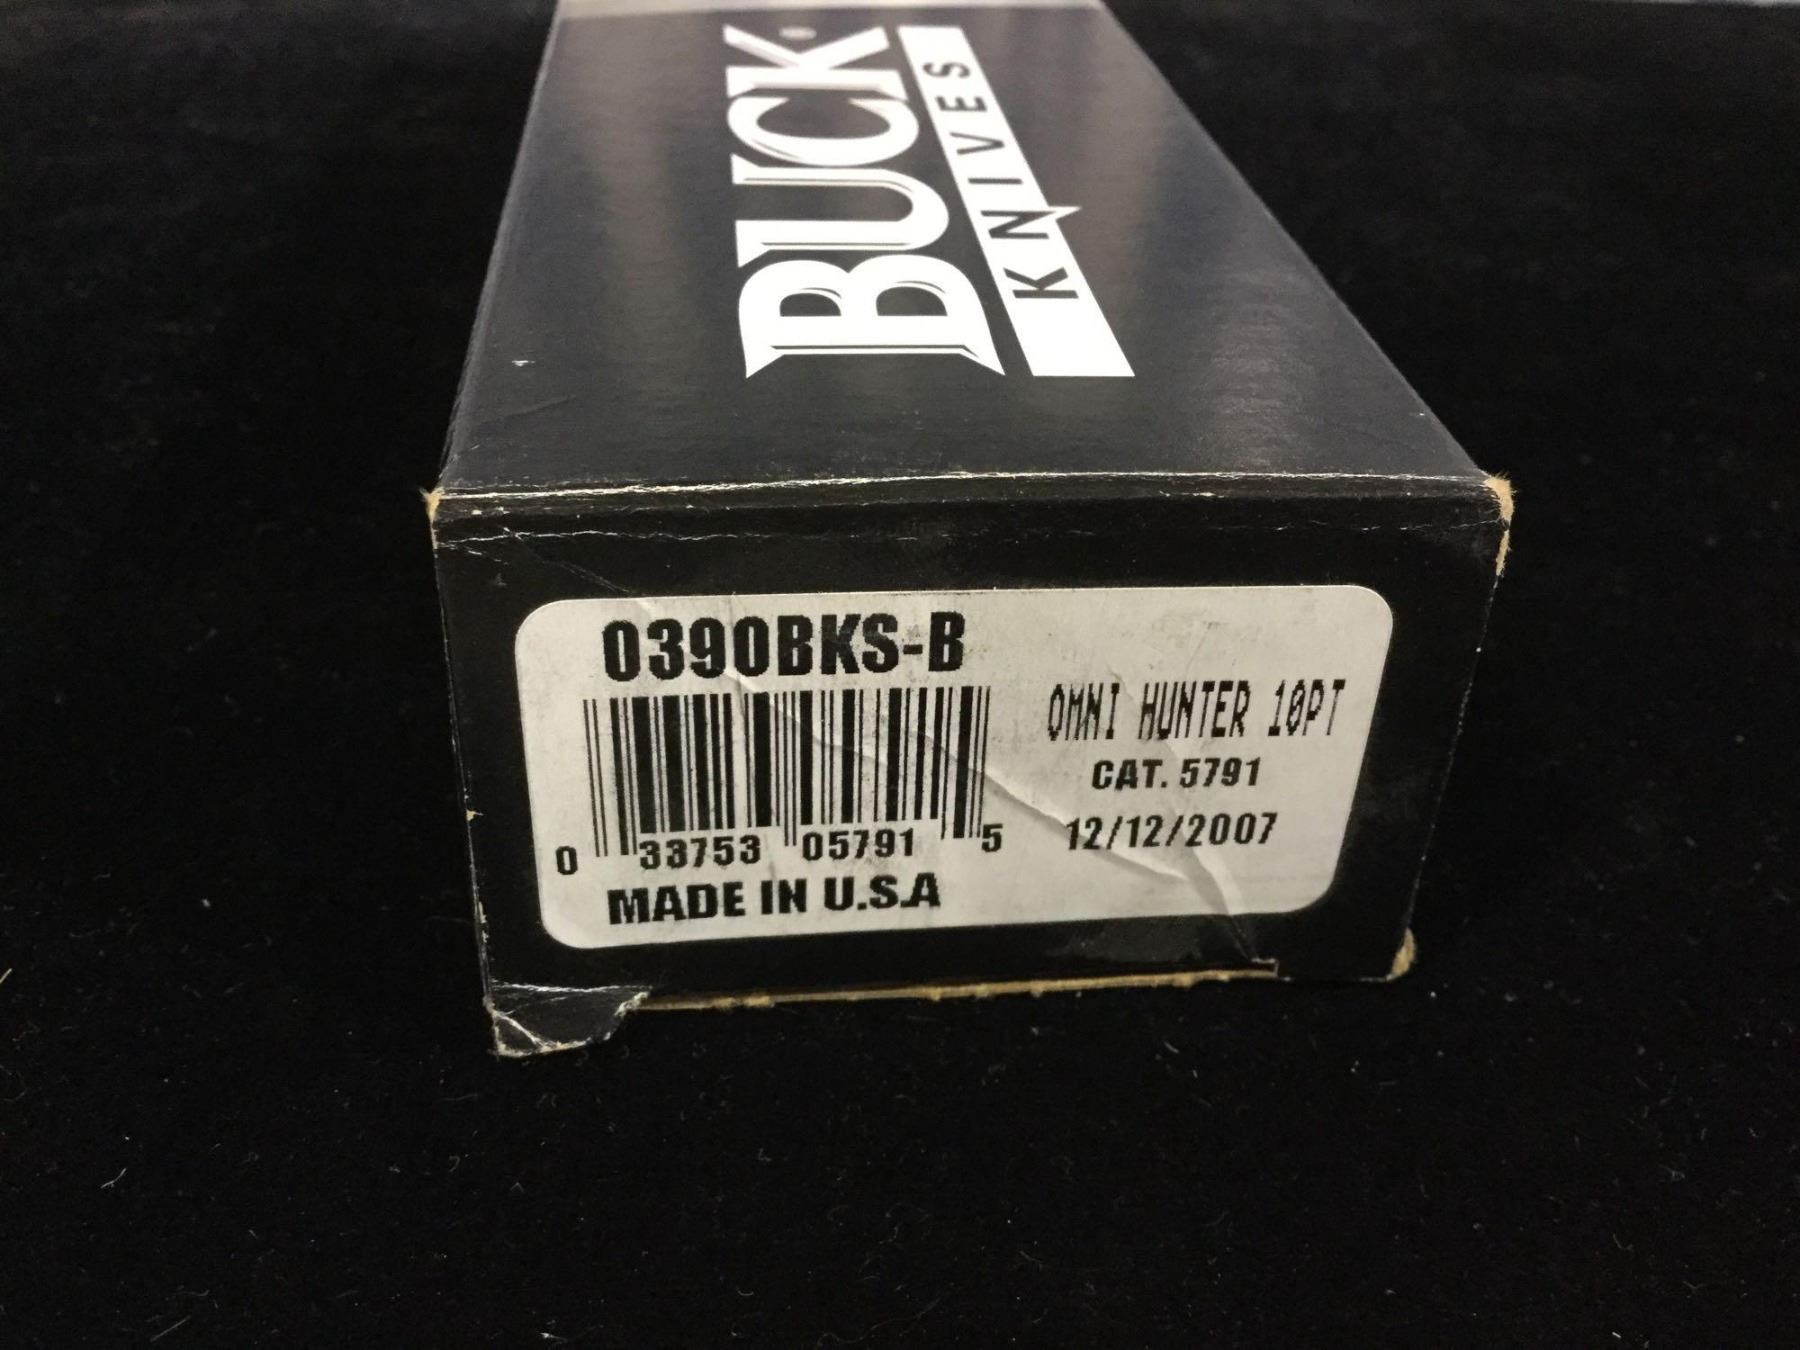 BUCK
KNIVES
0390BKS-B
OMNI HUNTER 10PT
CAT. 5791
12/12/2007
0 33753 05791 5
MADE IN U.S.A